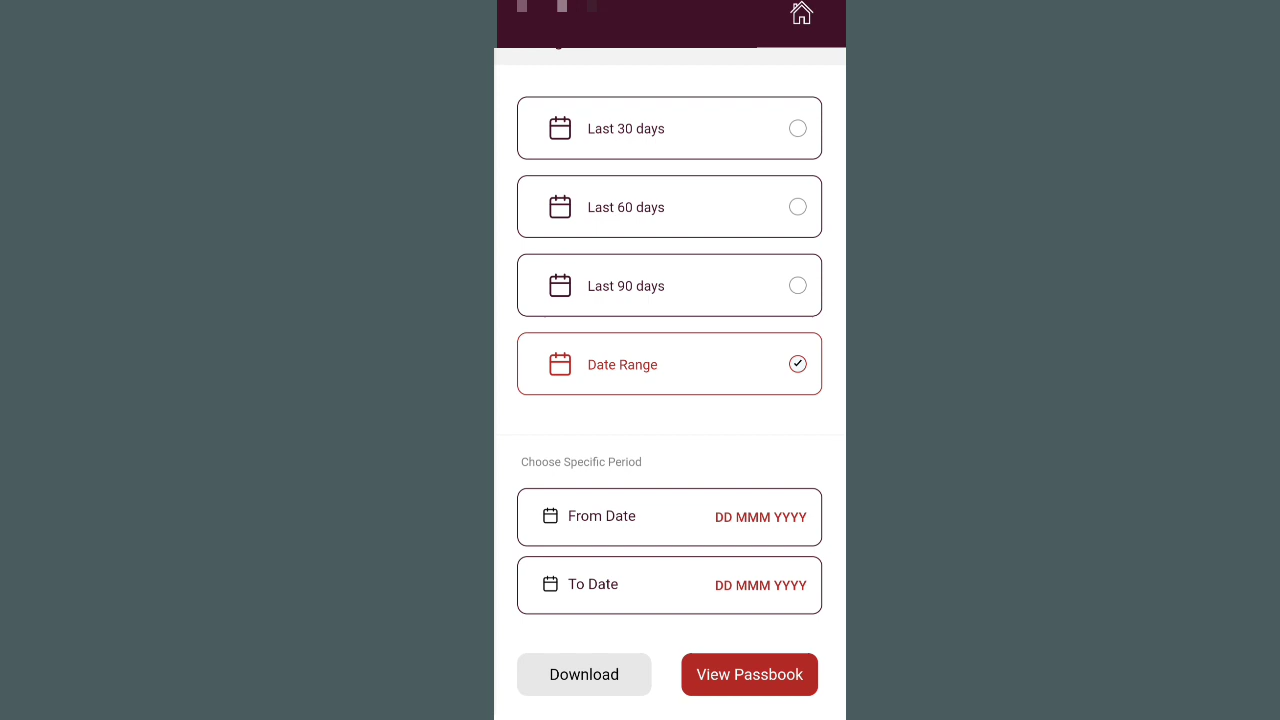 Last 30 days
Last 60 days
Last 90 days
Date Range
Choose Specific Period
From Date DD MMM YYYY
To Date DD MMM YYYY
Download View Passbook